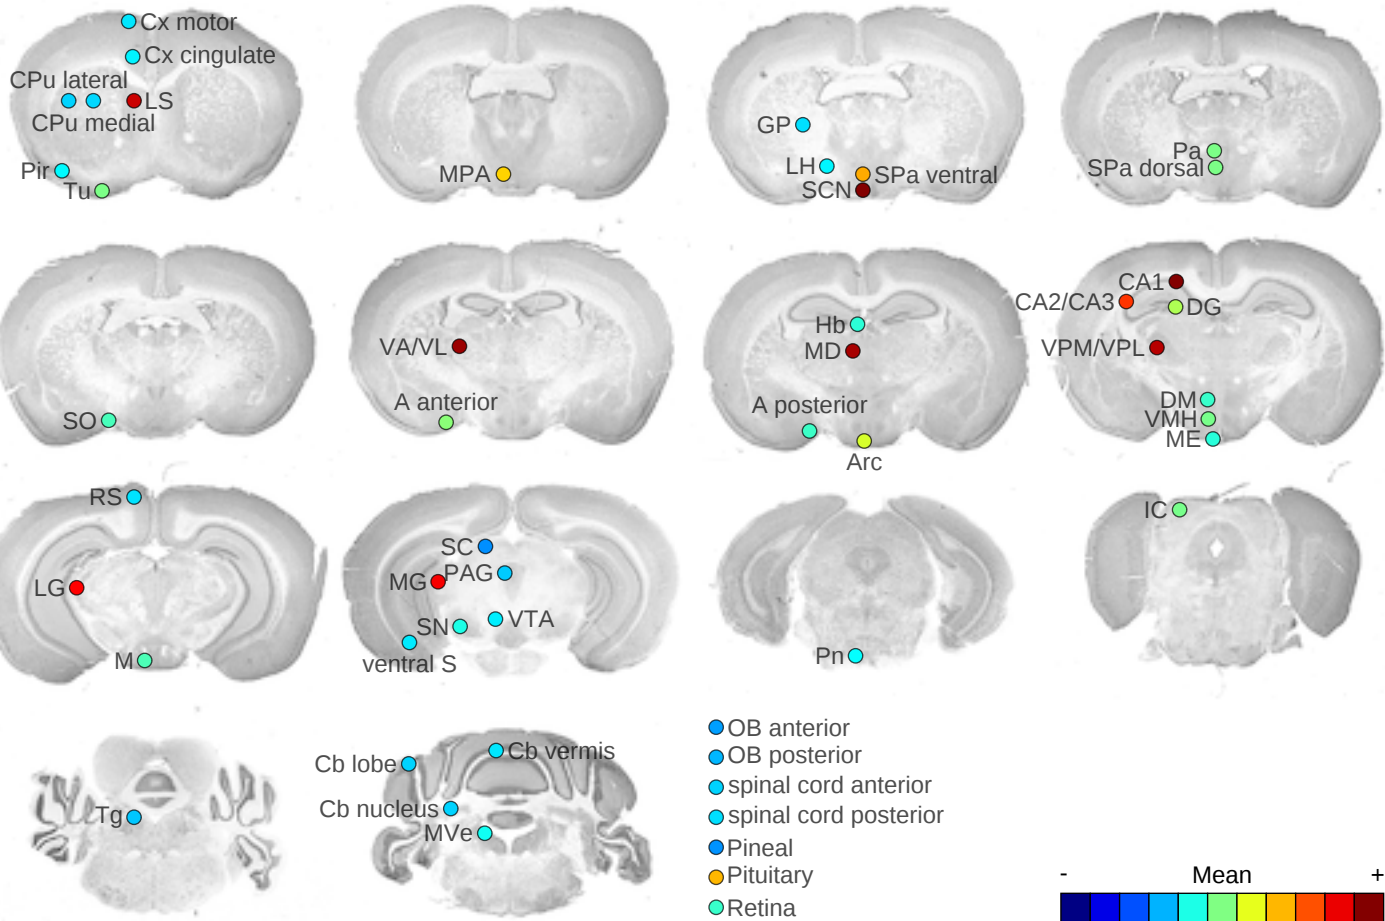 Cx motor
Cx cingulate
CPu lateral
LS
CPu medial
Pir
Tu
MPA
GP
LH
SPa ventral
SCN
Pa
SPa dorsal
SO
VA/VL
A anterior
Hb
MD
A posterior
Arc
CA1
CA2/CA3
DG
VPM/VPL
DM
VMH
ME
RS
LG
M
SC
MG
PAG
SN
VTA
ventral S
Pn
IC
Tg
Cb lobe
Cb vermis
Cb nucleus
MVe
OB anterior
OB posterior
spinal cord anterior
spinal cord posterior
Pineal
Pituitary
Retina
- Mean +